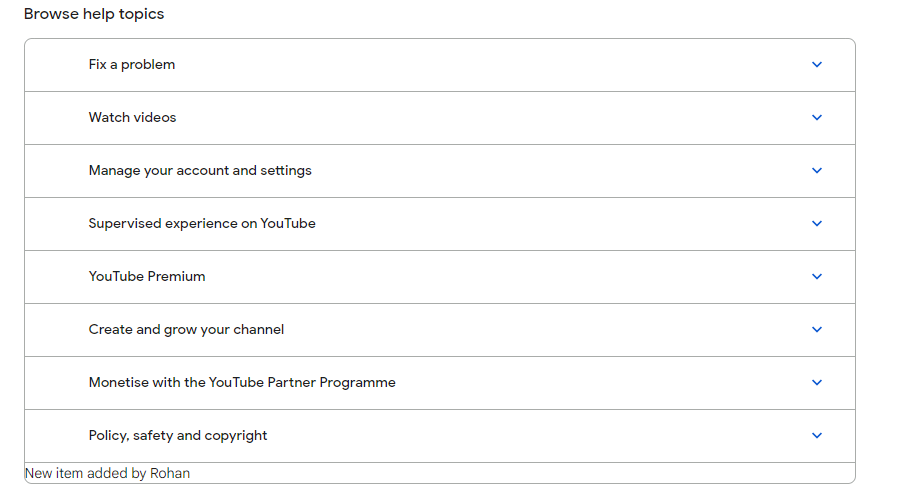 Browse help topics
Fix a problem
Watch videos
Manage your account and settings
Supervised experience on YouTube
YouTube Premium
Create and grow your channel
Monetise with the YouTube Partner Programme
Policy, safety and copyright
New item added by Rohan